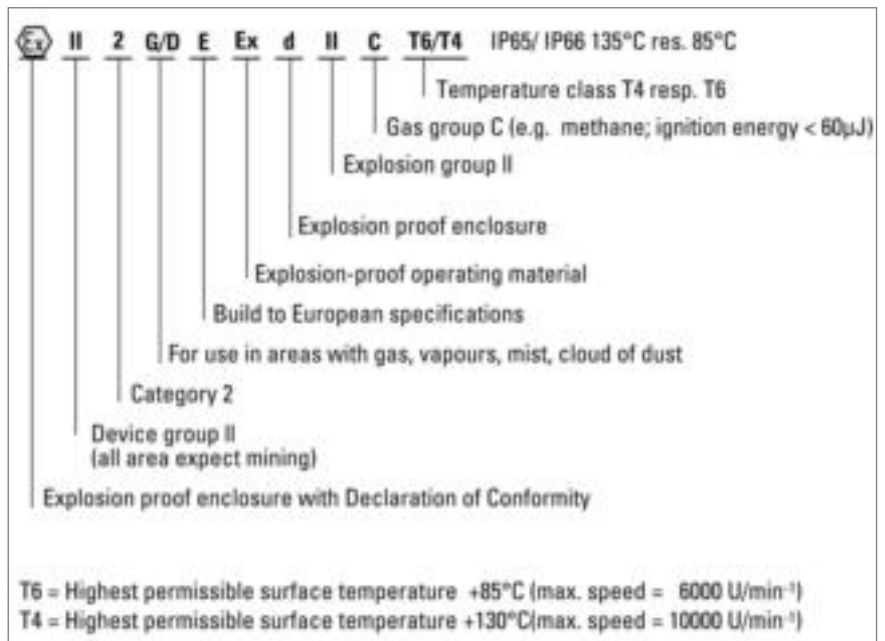 Ex II 2 G/D E Ex d II C T6/T4 IP65/ IP66 135°C res. 85°C
Temperature class T4 resp. T6
Gas group C (e.g. methane; ignition energy < 60µJ)
Explosion group II
Explosion proof enclosure
Explosion-proof operating material
Build to European specifications
For use in areas with gas, vapours, mist, cloud of dust
Category 2
Device group II
(all area expect mining)
Explosion proof enclosure with Declaration of Conformity
T6 = Highest permissible surface temperature +85°C (max. speed = 6000 U/min⁻¹)
T4 = Highest permissible surface temperature +130°C(max. speed = 10000 U/min⁻¹)